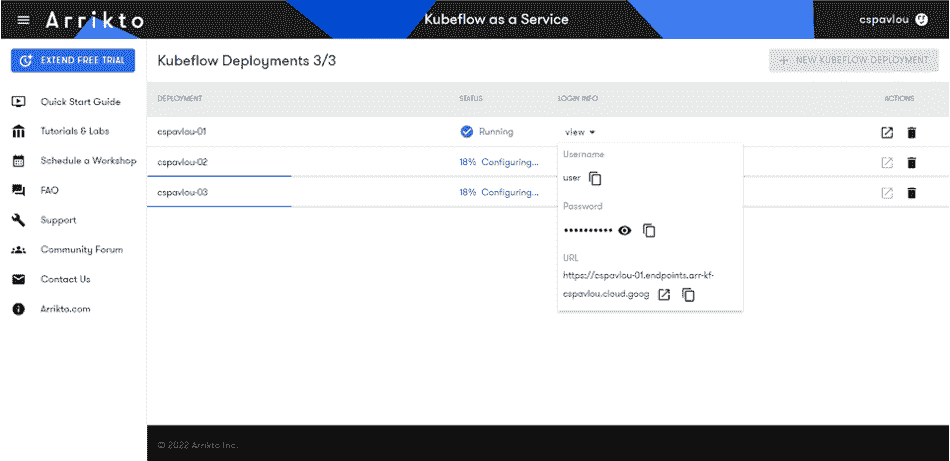 Arrikto
Kubeflow as a Service
cspavlou
EXTEND FREE TRIAL
Quick Start Guide
Tutorials & Labs
Schedule a Workshop
FAQ
Support
Community Forum
Contact Us
Arrikto.com
Kubeflow Deployments 3/3
NEW KUBEFLOW DEPLOYMENT
DEPLOYMENT STATUS LOGIN INFO ACTIONS
cspavlou-01 Running view
cspavlou-02 18% Configuring...
cspavlou-03 18% Configuring...
Username
user
Password
••••••••••
URL
https://cspavlou-01.endpoints.arr-kf-
cspavlou.cloud.goog
© 2022 Arrikto Inc.